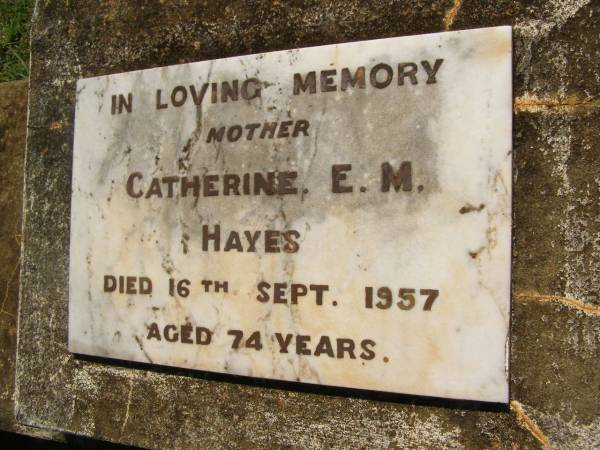 IN LOVING MEMORY
MOTHER
CATHERINE. E. M.
HAYES
DIED 16TH SEPT. 1957
AGED 74 YEARS.